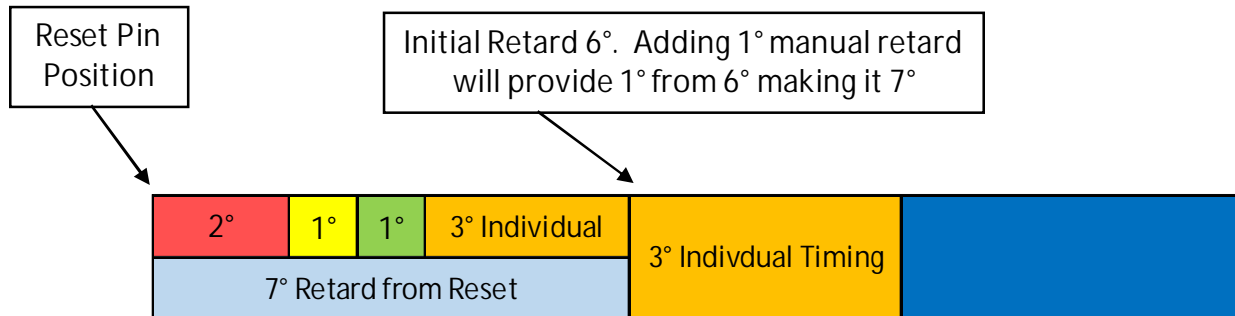 Reset Pin
Position
Initial Retard 6°. Adding 1° manual retard
will provide 1° from 6° making it 7°
2°
1°
1°
3° Individual
3° Indivdual Timing
7° Retard from Reset